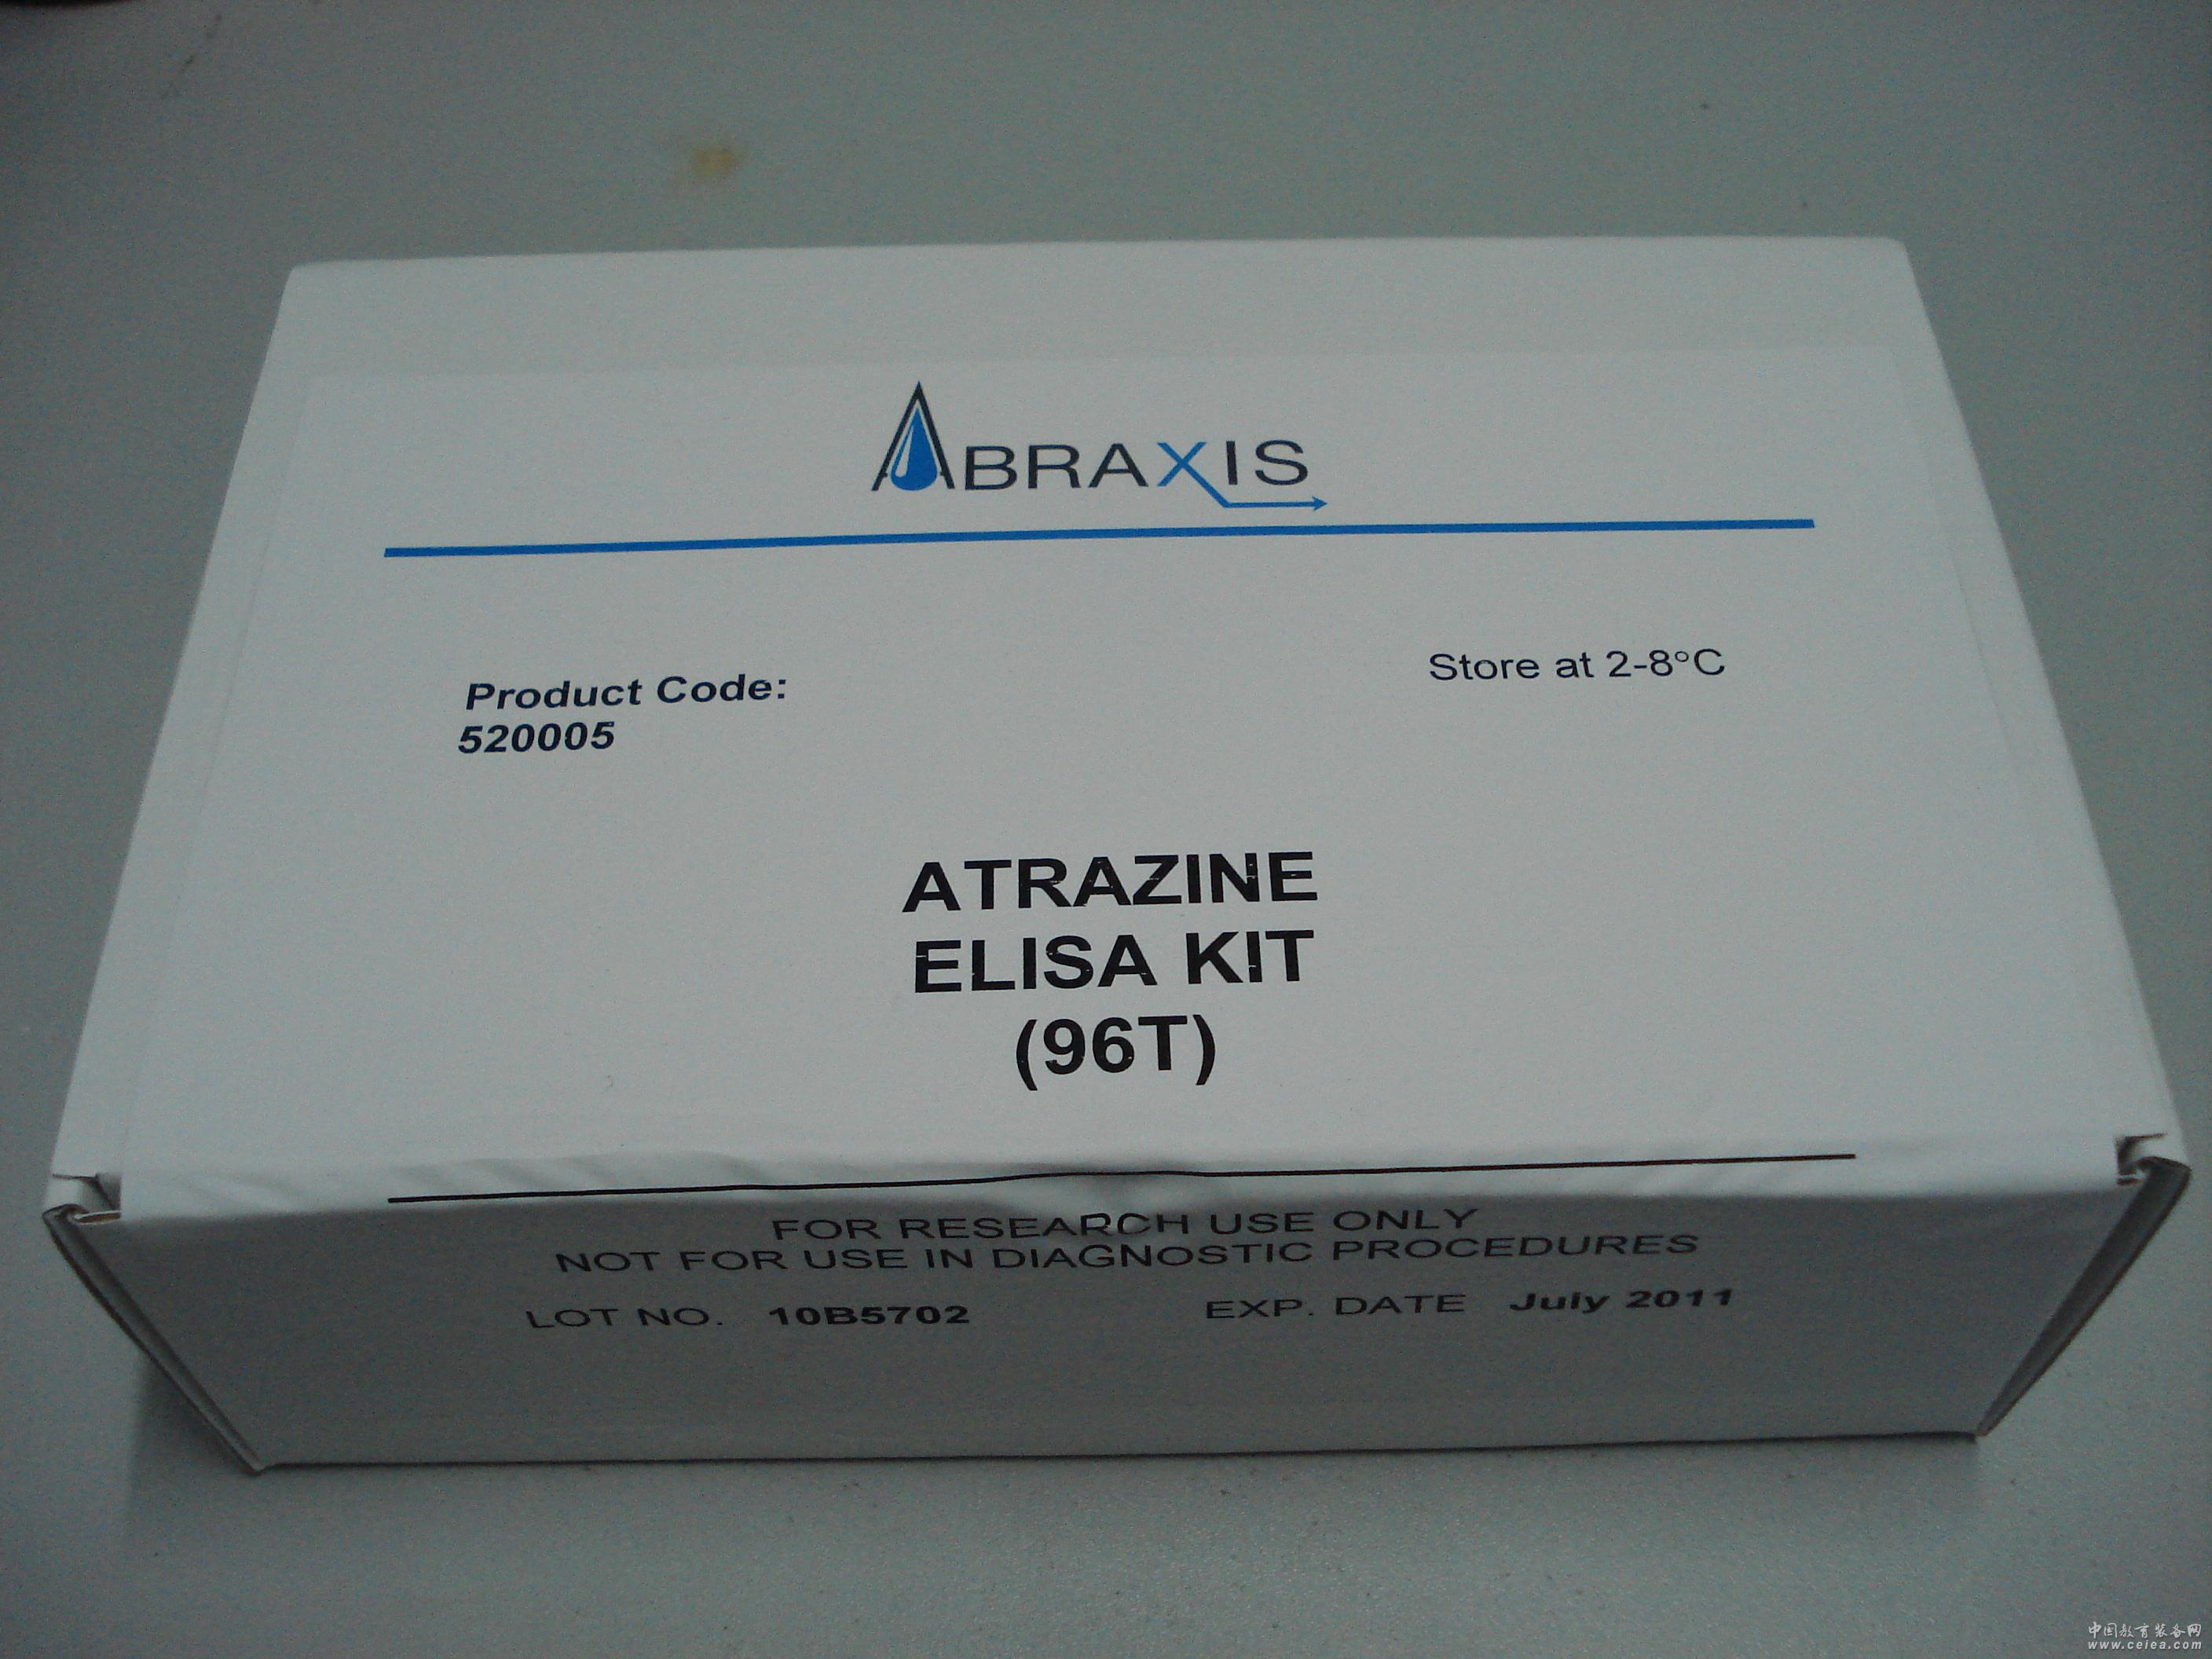 ABRAXIS
Product Code:
520005
Store at 2-8°C
ATRAZINE
ELISA KIT
(96T)
FOR RESEARCH USE ONLY
NOT FOR USE IN DIAGNOSTIC PROCEDURES
LOT NO. 10B5702
EXP. DATE July 2011
中国教育装备网
www.ceiea.com